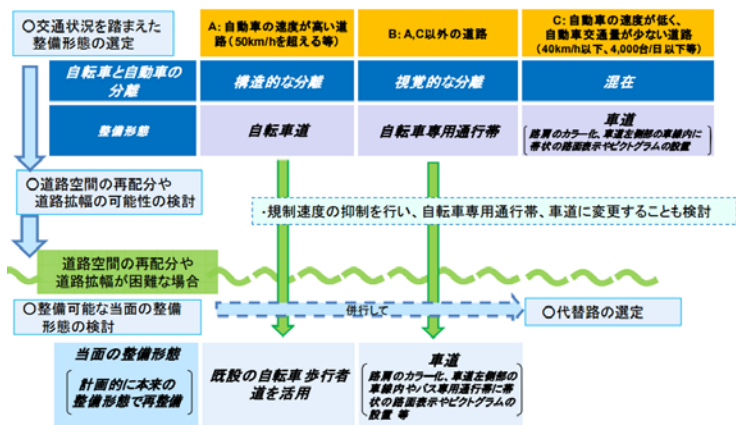 ○交通状況を踏まえた
整備形態の選定
A:自動車の速度が高い道
路(50km/hを超える等)
B:A,C以外の道路
C:自動車の速度が低く、
自動車交通量が少ない道路
(40km/h以下、4,000台/日以下等)
自転車と自動車の
分離
構造的な分離
視覚的な分離
混在
整備形態
自転車道
自転車専用通行帯
車道
路肩のカラー化、車道左側部の車線内に
帯状の路面表示やピクトグラムの設置
○道路空間の再配分や
道路拡幅の可能性の検討
・規制速度の抑制を行い、自転車専用通行帯、車道に変更することも検討
道路空間の再配分や
道路拡幅が困難な場合
○整備可能な当面の整備
形態の検討
併行して
○代替路の選定
当面の整備形態
計画的に本来の
整備形態で再整備
既設の自転車歩行者
道を活用
車道
路肩のカラー化、車道左側部の
車線内やバス専用通行帯に帯
状の路面表示やピクトグラムの
設置 等